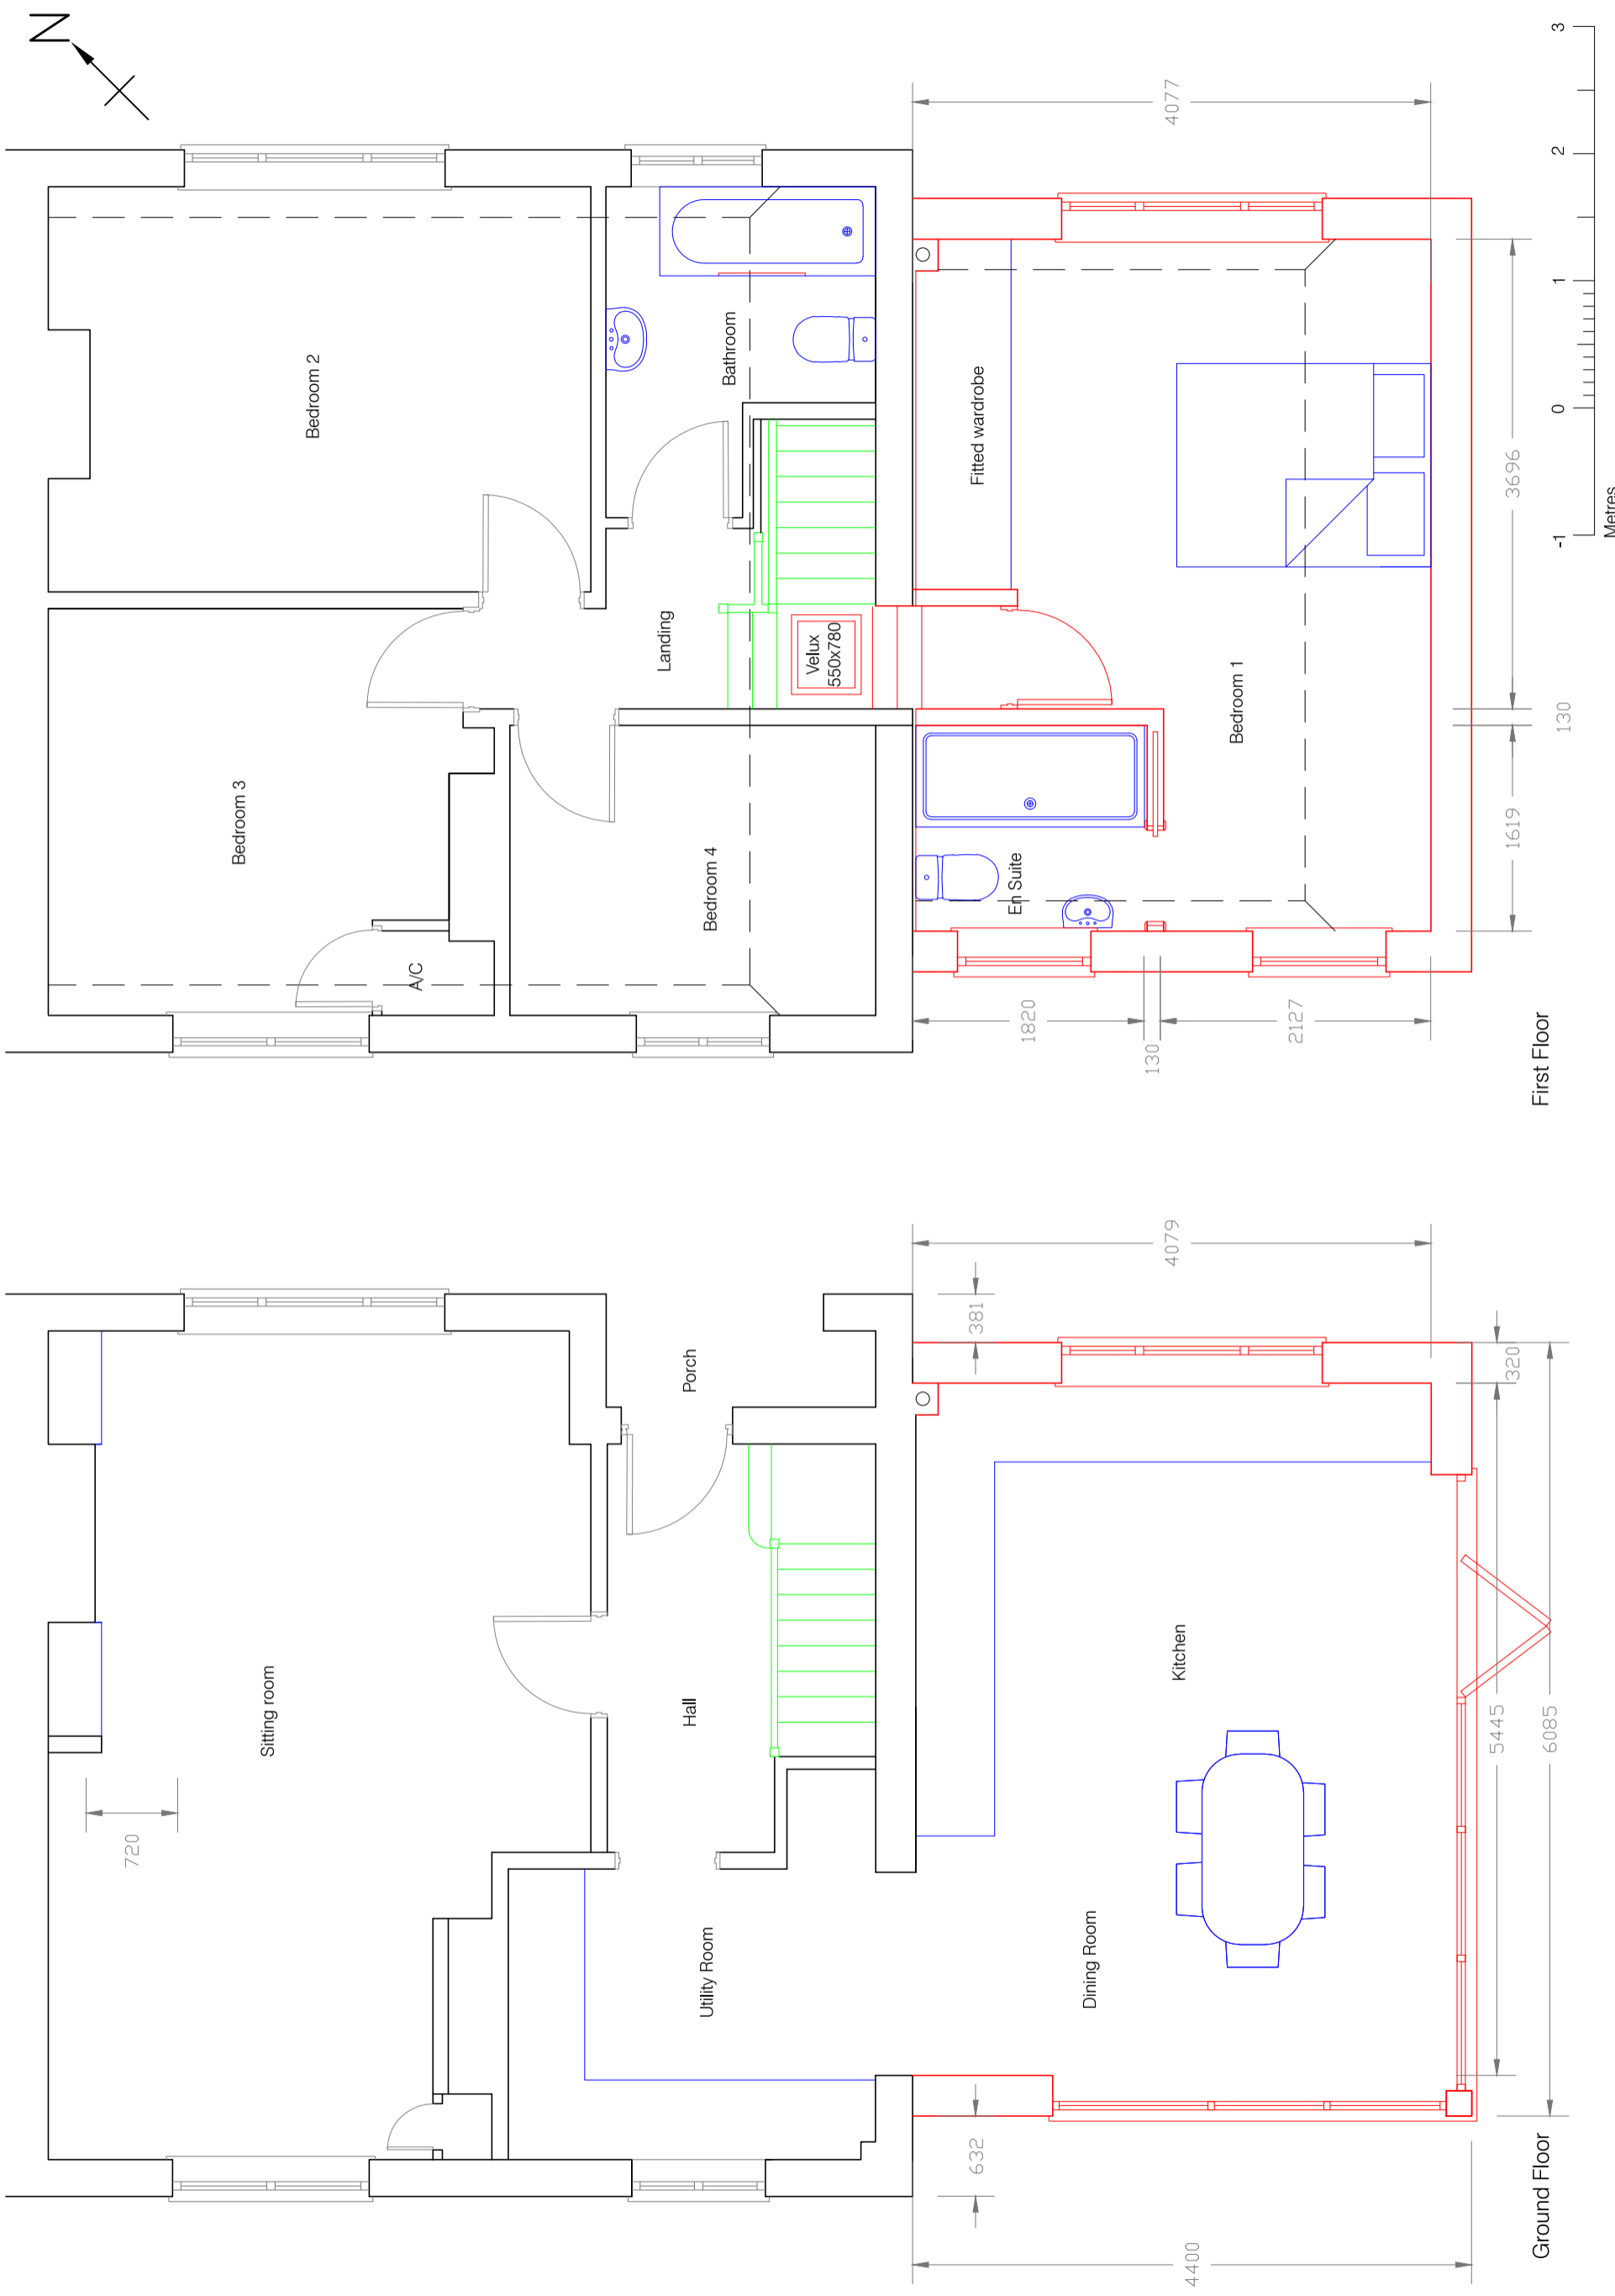 N
Sitting room
720
Utility Room
Hall
Porch
Dining Room
Kitchen
632
381
4079
4400
320
5445
6085
Ground Floor
Bedroom 3
Bedroom 2
A/C
Bedroom 4
Landing
Bathroom
Velux
550x780
En Suite
Fitted wardrobe
Bedroom 1
1820
130
2127
4077
1619
130
3696
First Floor
-1
0
1
2
3
Metres